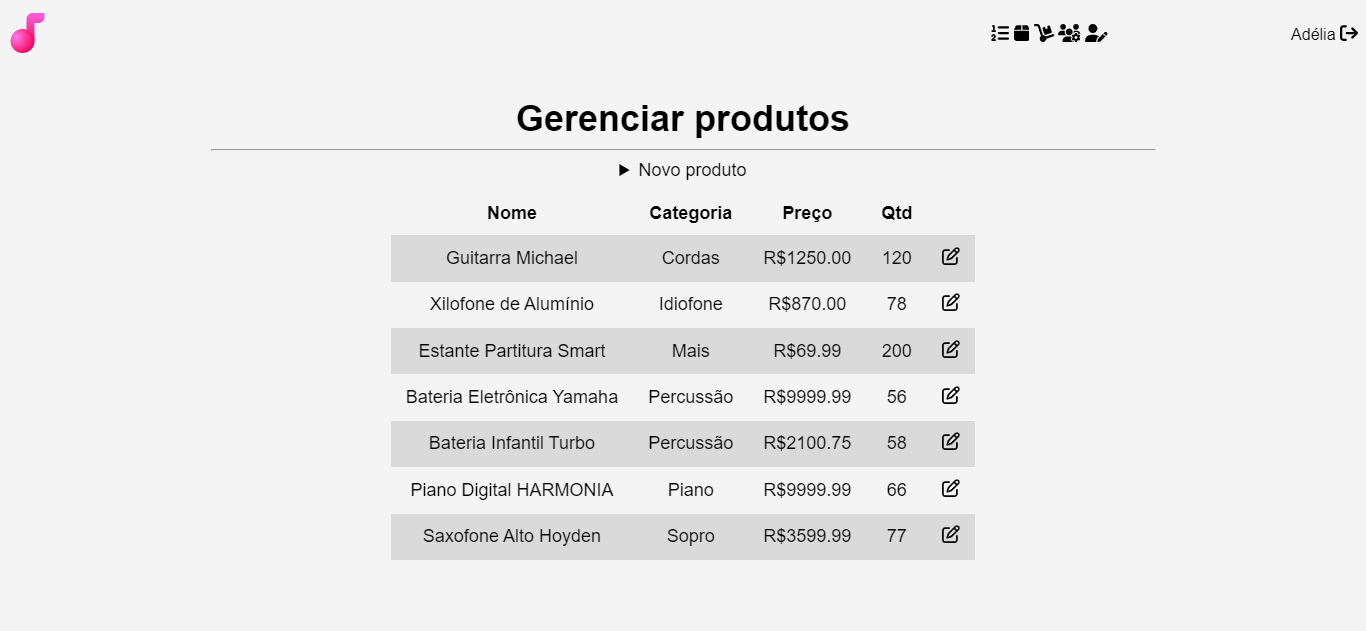 Adélia
Gerenciar produtos
Novo produto
Nome Categoria Preço Qtd
Guitarra Michael Cordas R$1250.00 120
Xilofone de Alumínio Idiofone R$870.00 78
Estante Partitura Smart Mais R$69.99 200
Bateria Eletrônica Yamaha Percussão R$9999.99 56
Bateria Infantil Turbo Percussão R$2100.75 58
Piano Digital HARMONIA Piano R$9999.99 66
Saxofone Alto Hoyden Sopro R$3599.99 77